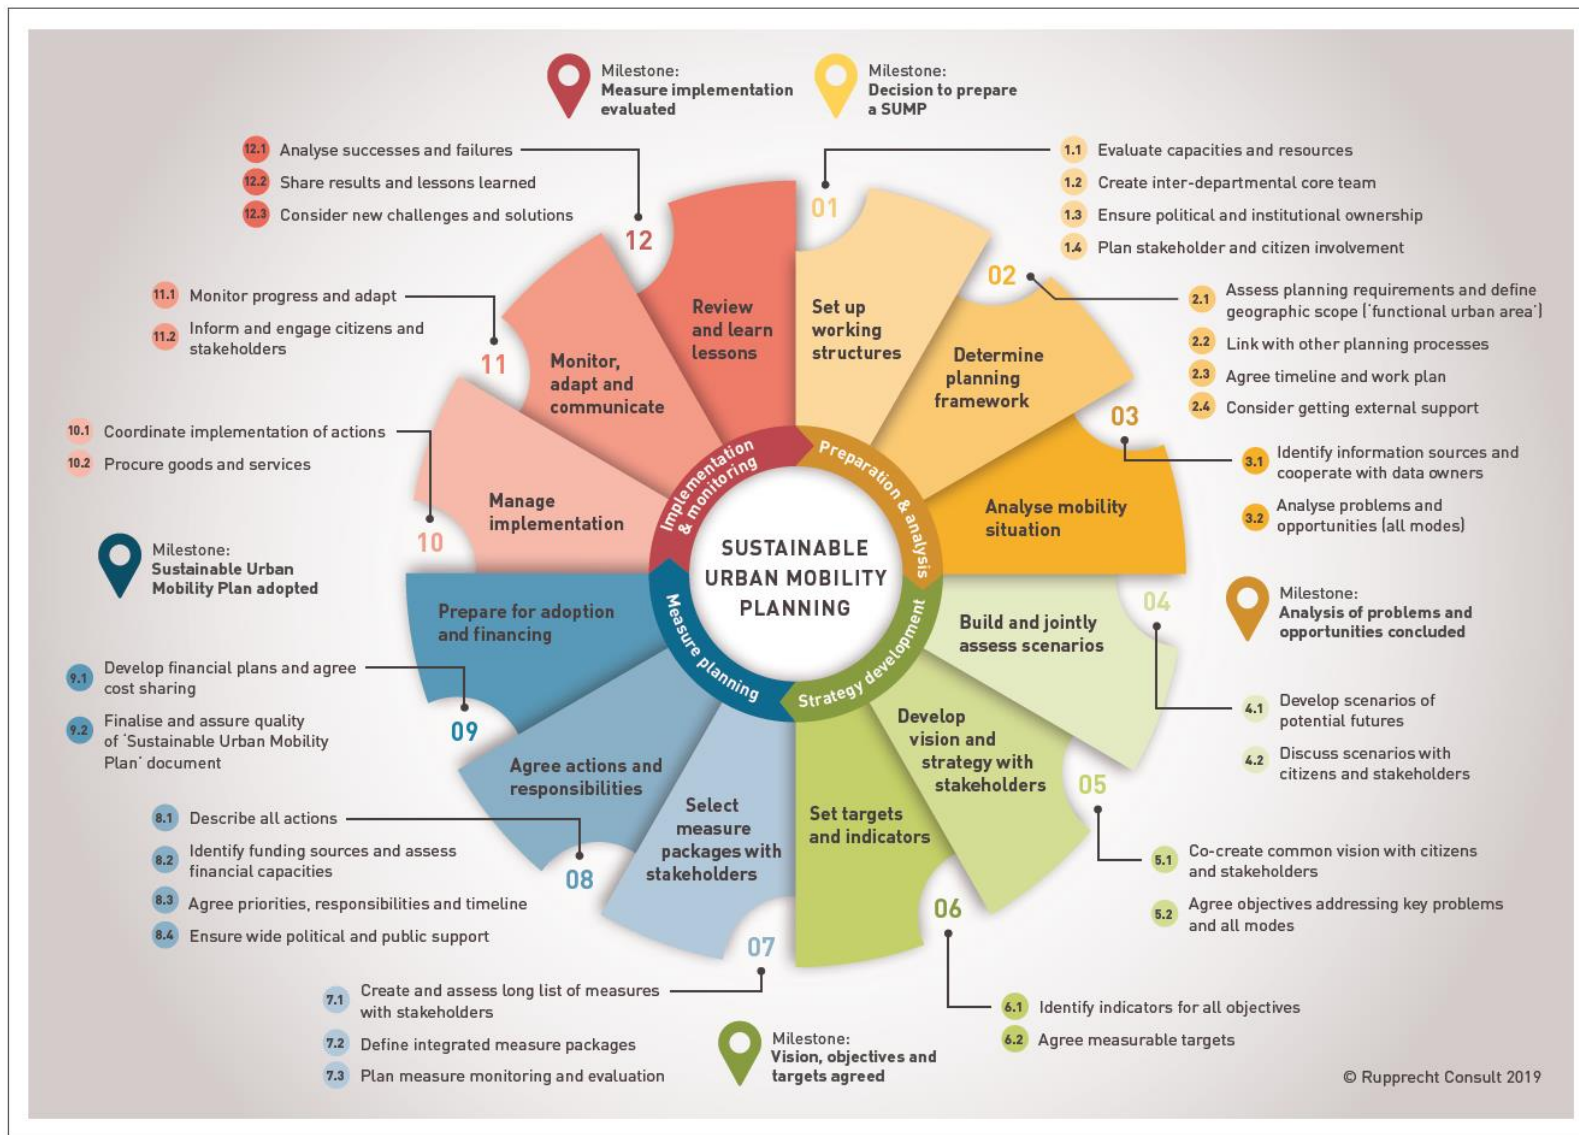 Milestone:
Measure implementation
evaluated
Milestone:
Decision to prepare
a SUMP
01
Set up
working
structures
1.1 Evaluate capacities and resources
1.2 Create inter-departmental core team
1.3 Ensure political and institutional ownership
1.4 Plan stakeholder and citizen involvement
02
Determine
planning
framework
2.1 Assess planning requirements and define
geographic scope ('functional urban area')
2.2 Link with other planning processes
2.3 Agree timeline and work plan
2.4 Consider getting external support
03
Analyse mobility
situation
3.1 Identify information sources and
cooperate with data owners
3.2 Analyse problems and
opportunities (all modes)
Milestone:
Analysis of problems and
opportunities concluded
04
Build and jointly
assess scenarios
4.1 Develop scenarios of
potential futures
4.2 Discuss scenarios with
citizens and stakeholders
05
Develop
vision and
strategy with
stakeholders
5.1 Co-create common vision with citizens
and stakeholders
5.2 Agree objectives addressing key problems
and all modes
06
Set targets
and indicators
6.1 Identify indicators for all objectives
6.2 Agree measurable targets
Milestone:
Vision, objectives and
targets agreed
07
Select
measure
packages with
stakeholders
7.1 Create and assess long list of measures
with stakeholders
7.2 Define integrated measure packages
7.3 Plan measure monitoring and evaluation
08
Agree actions and
responsibilities
8.1 Describe all actions
8.2 Identify funding sources and assess
financial capacities
8.3 Agree priorities, responsibilities and timeline
8.4 Ensure wide political and public support
09
Prepare for adoption
and financing
9.1 Develop financial plans and agree
cost sharing
9.2 Finalise and assure quality
of 'Sustainable Urban Mobility
Plan' document
Milestone:
Sustainable Urban
Mobility Plan adopted
10
Manage
implementation
10.1 Coordinate implementation of actions
10.2 Procure goods and services
11
Monitor,
adapt and
communicate
11.1 Monitor progress and adapt
11.2 Inform and engage citizens and
stakeholders
12
Review
and learn
lessons
12.1 Analyse successes and failures
12.2 Share results and lessons learned
12.3 Consider new challenges and solutions
Preparation & analysis
Strategy development
Measure planning
Implementation
& monitoring
SUSTAINABLE
URBAN MOBILITY
PLANNING
© Rupprecht Consult 2019